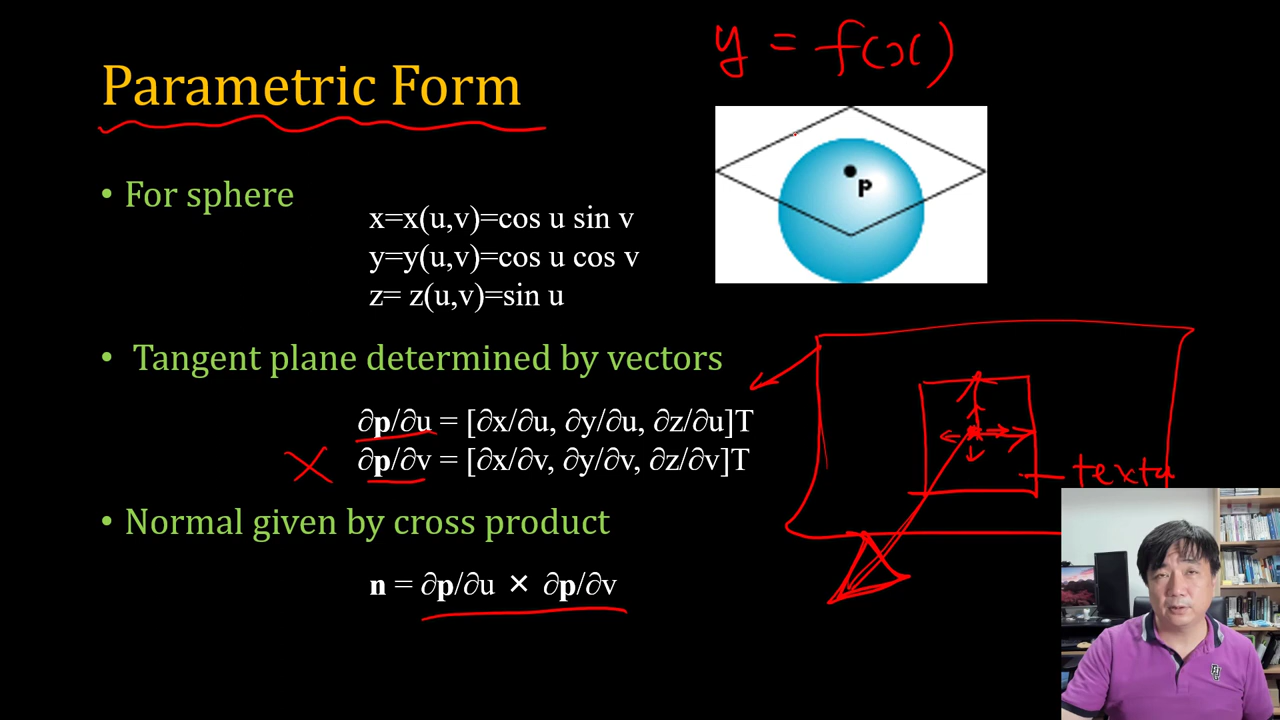 y = f(x)
Parametric Form
• For sphere
x=x(u,v)=cos u sin v
y=y(u,v)=cos u cos v
z= z(u,v)=sin u
P
• Tangent plane determined by vectors
∂p/∂u = [∂x/∂u, ∂y/∂u, ∂z/∂u]T
∂p/∂v = [∂x/∂v, ∂y/∂v, ∂z/∂v]T
• Normal given by cross product
n = ∂p/∂u × ∂p/∂v